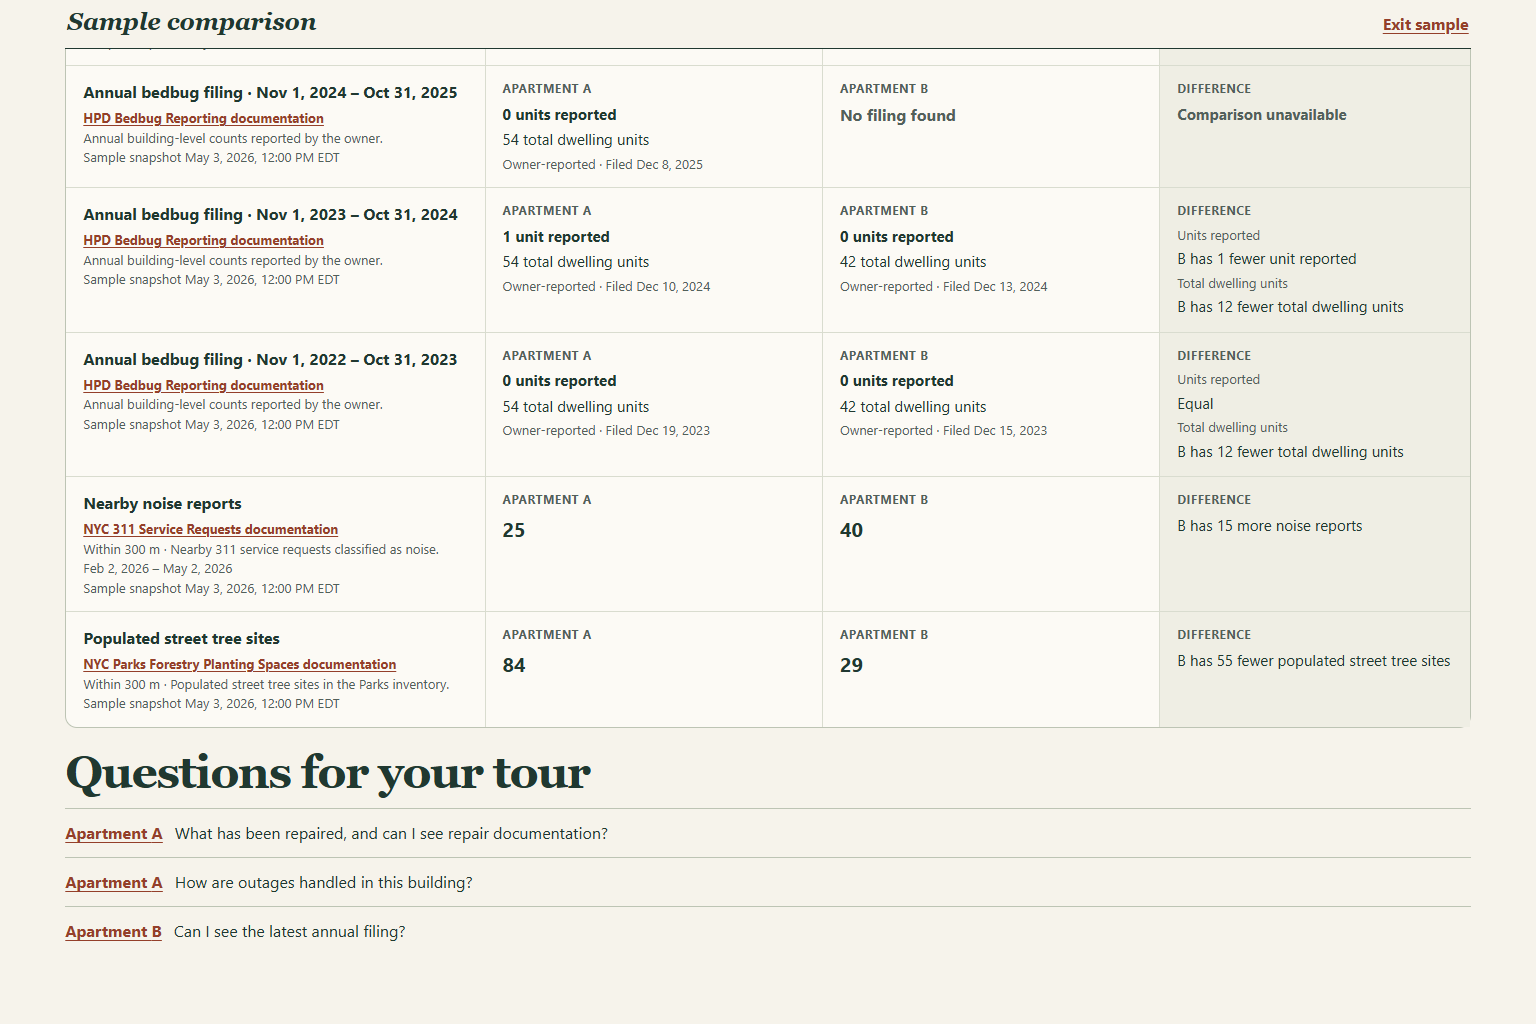 Sample comparison
Exit sample
Annual bedbug filing · Nov 1, 2024 – Oct 31, 2025
HPD Bedbug Reporting documentation
Annual building-level counts reported by the owner.
Sample snapshot May 3, 2026, 12:00 PM EDT
APARTMENT A
0 units reported
54 total dwelling units
Owner-reported · Filed Dec 8, 2025
APARTMENT B
No filing found
DIFFERENCE
Comparison unavailable
Annual bedbug filing · Nov 1, 2023 – Oct 31, 2024
HPD Bedbug Reporting documentation
Annual building-level counts reported by the owner.
Sample snapshot May 3, 2026, 12:00 PM EDT
APARTMENT A
1 unit reported
54 total dwelling units
Owner-reported · Filed Dec 10, 2024
APARTMENT B
0 units reported
42 total dwelling units
Owner-reported · Filed Dec 13, 2024
DIFFERENCE
Units reported
B has 1 fewer unit reported
Total dwelling units
B has 12 fewer total dwelling units
Annual bedbug filing · Nov 1, 2022 – Oct 31, 2023
HPD Bedbug Reporting documentation
Annual building-level counts reported by the owner.
Sample snapshot May 3, 2026, 12:00 PM EDT
APARTMENT A
0 units reported
54 total dwelling units
Owner-reported · Filed Dec 19, 2023
APARTMENT B
0 units reported
42 total dwelling units
Owner-reported · Filed Dec 15, 2023
DIFFERENCE
Units reported
Equal
Total dwelling units
B has 12 fewer total dwelling units
Nearby noise reports
NYC 311 Service Requests documentation
Within 300 m · Nearby 311 service requests classified as noise.
Feb 2, 2026 – May 2, 2026
Sample snapshot May 3, 2026, 12:00 PM EDT
APARTMENT A
25
APARTMENT B
40
DIFFERENCE
B has 15 more noise reports
Populated street tree sites
NYC Parks Forestry Planting Spaces documentation
Within 300 m · Populated street tree sites in the Parks inventory.
Sample snapshot May 3, 2026, 12:00 PM EDT
APARTMENT A
84
APARTMENT B
29
DIFFERENCE
B has 55 fewer populated street tree sites
Questions for your tour
Apartment A What has been repaired, and can I see repair documentation?
Apartment A How are outages handled in this building?
Apartment B Can I see the latest annual filing?